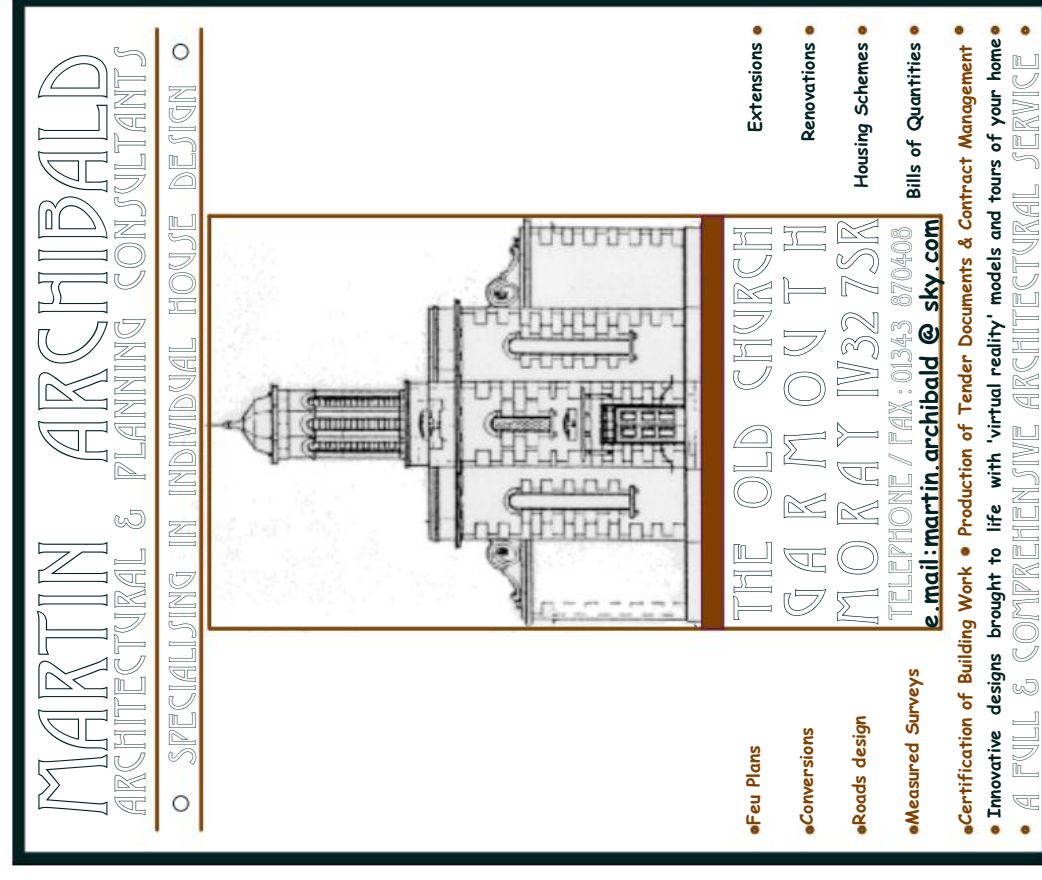 MARTIN ARCHIBALD
ARCHITECTURAL & PLANNING CONSULTANTS
SPECIALISING IN INDIVIDUAL HOUSE DESIGN
THE OLD CHURCH
GARMOUTH
MORAY IV32 7SR
TELEPHONE / FAX : 01343 870408
e.mail:martin.archibald @ sky.com
•Feu Plans
Extensions •
•Conversions
Renovations •
•Roads design
Housing Schemes •
•Measured Surveys
Bills of Quantities •
•Certification of Building Work • Production of Tender Documents & Contract Management •
• Innovative designs brought to life with 'virtual reality' models and tours of your home•
• A FULL & COMPREHENSIVE ARCHITECTURAL SERVICE •